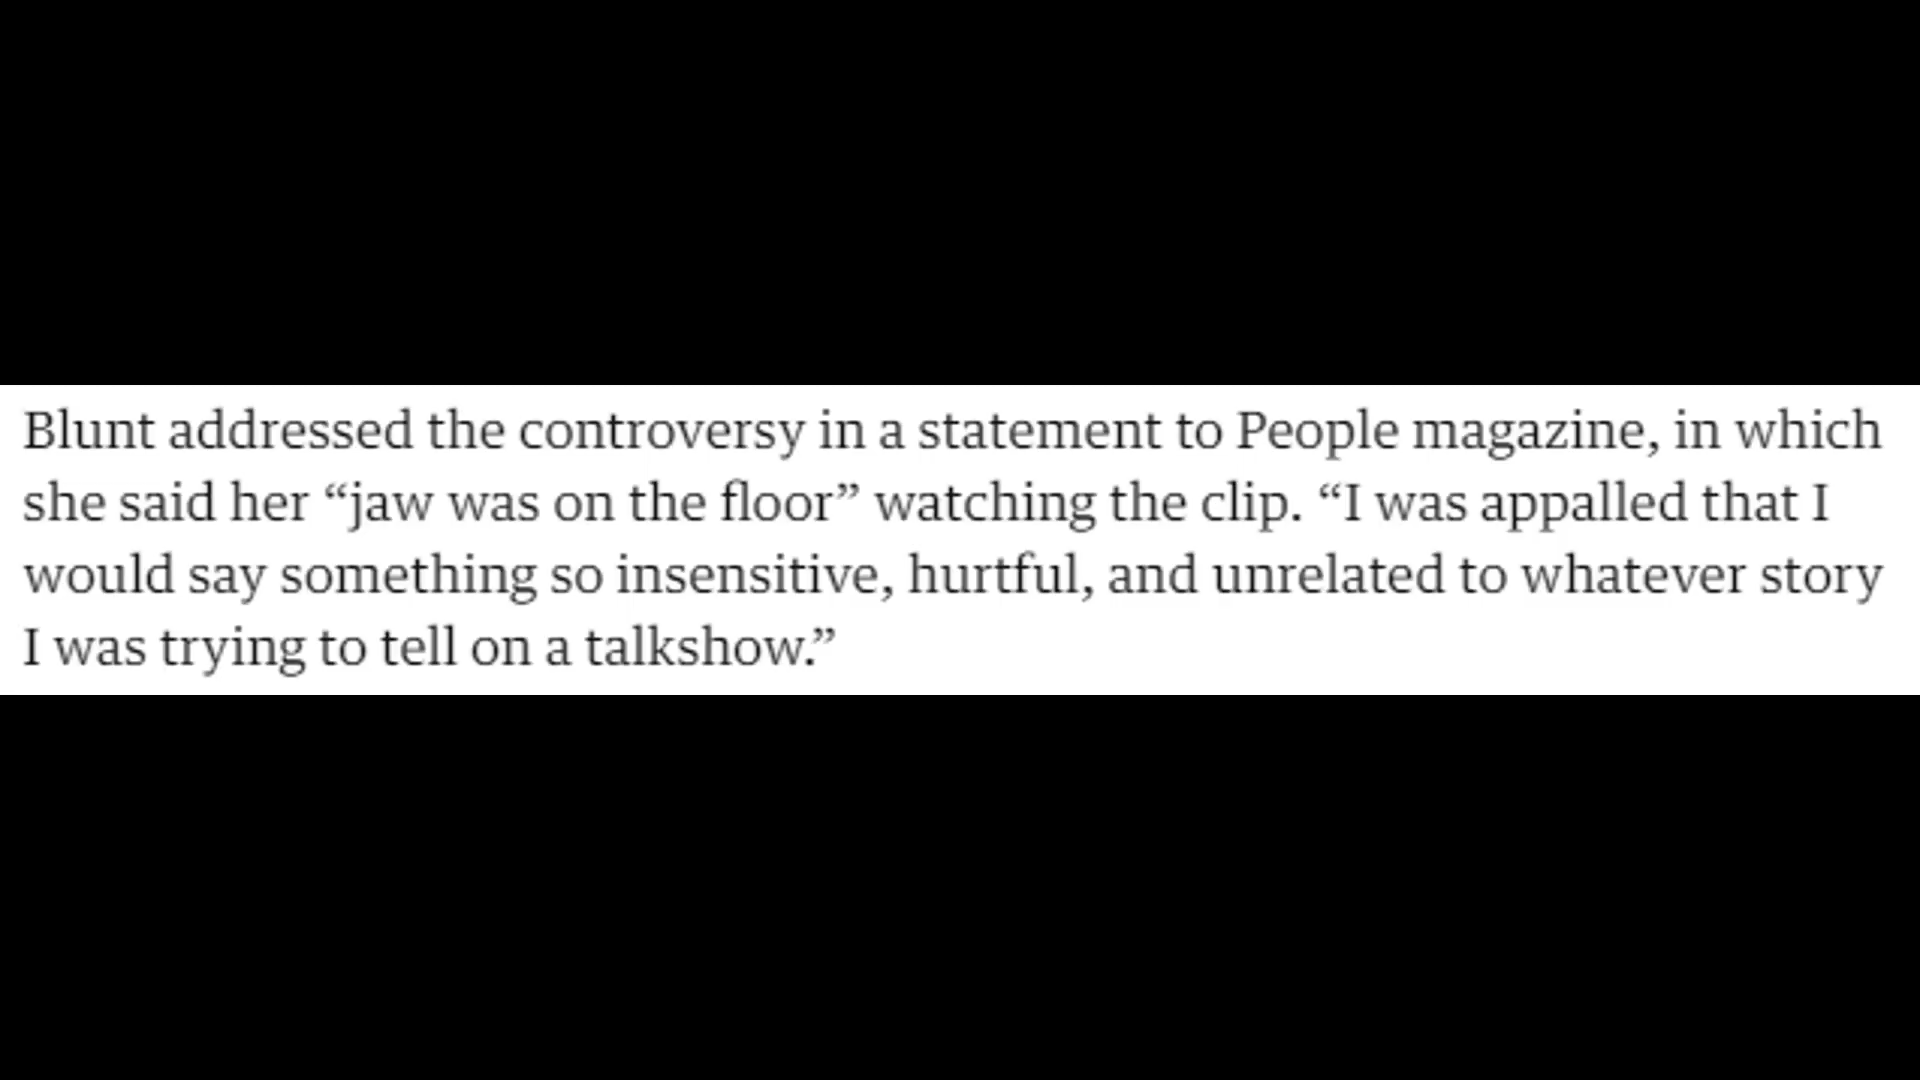 Blunt addressed the controversy in a statement to People magazine, in which
she said her “jaw was on the floor” watching the clip. “I was appalled that I
would say something so insensitive, hurtful, and unrelated to whatever story
I was trying to tell on a talkshow.”